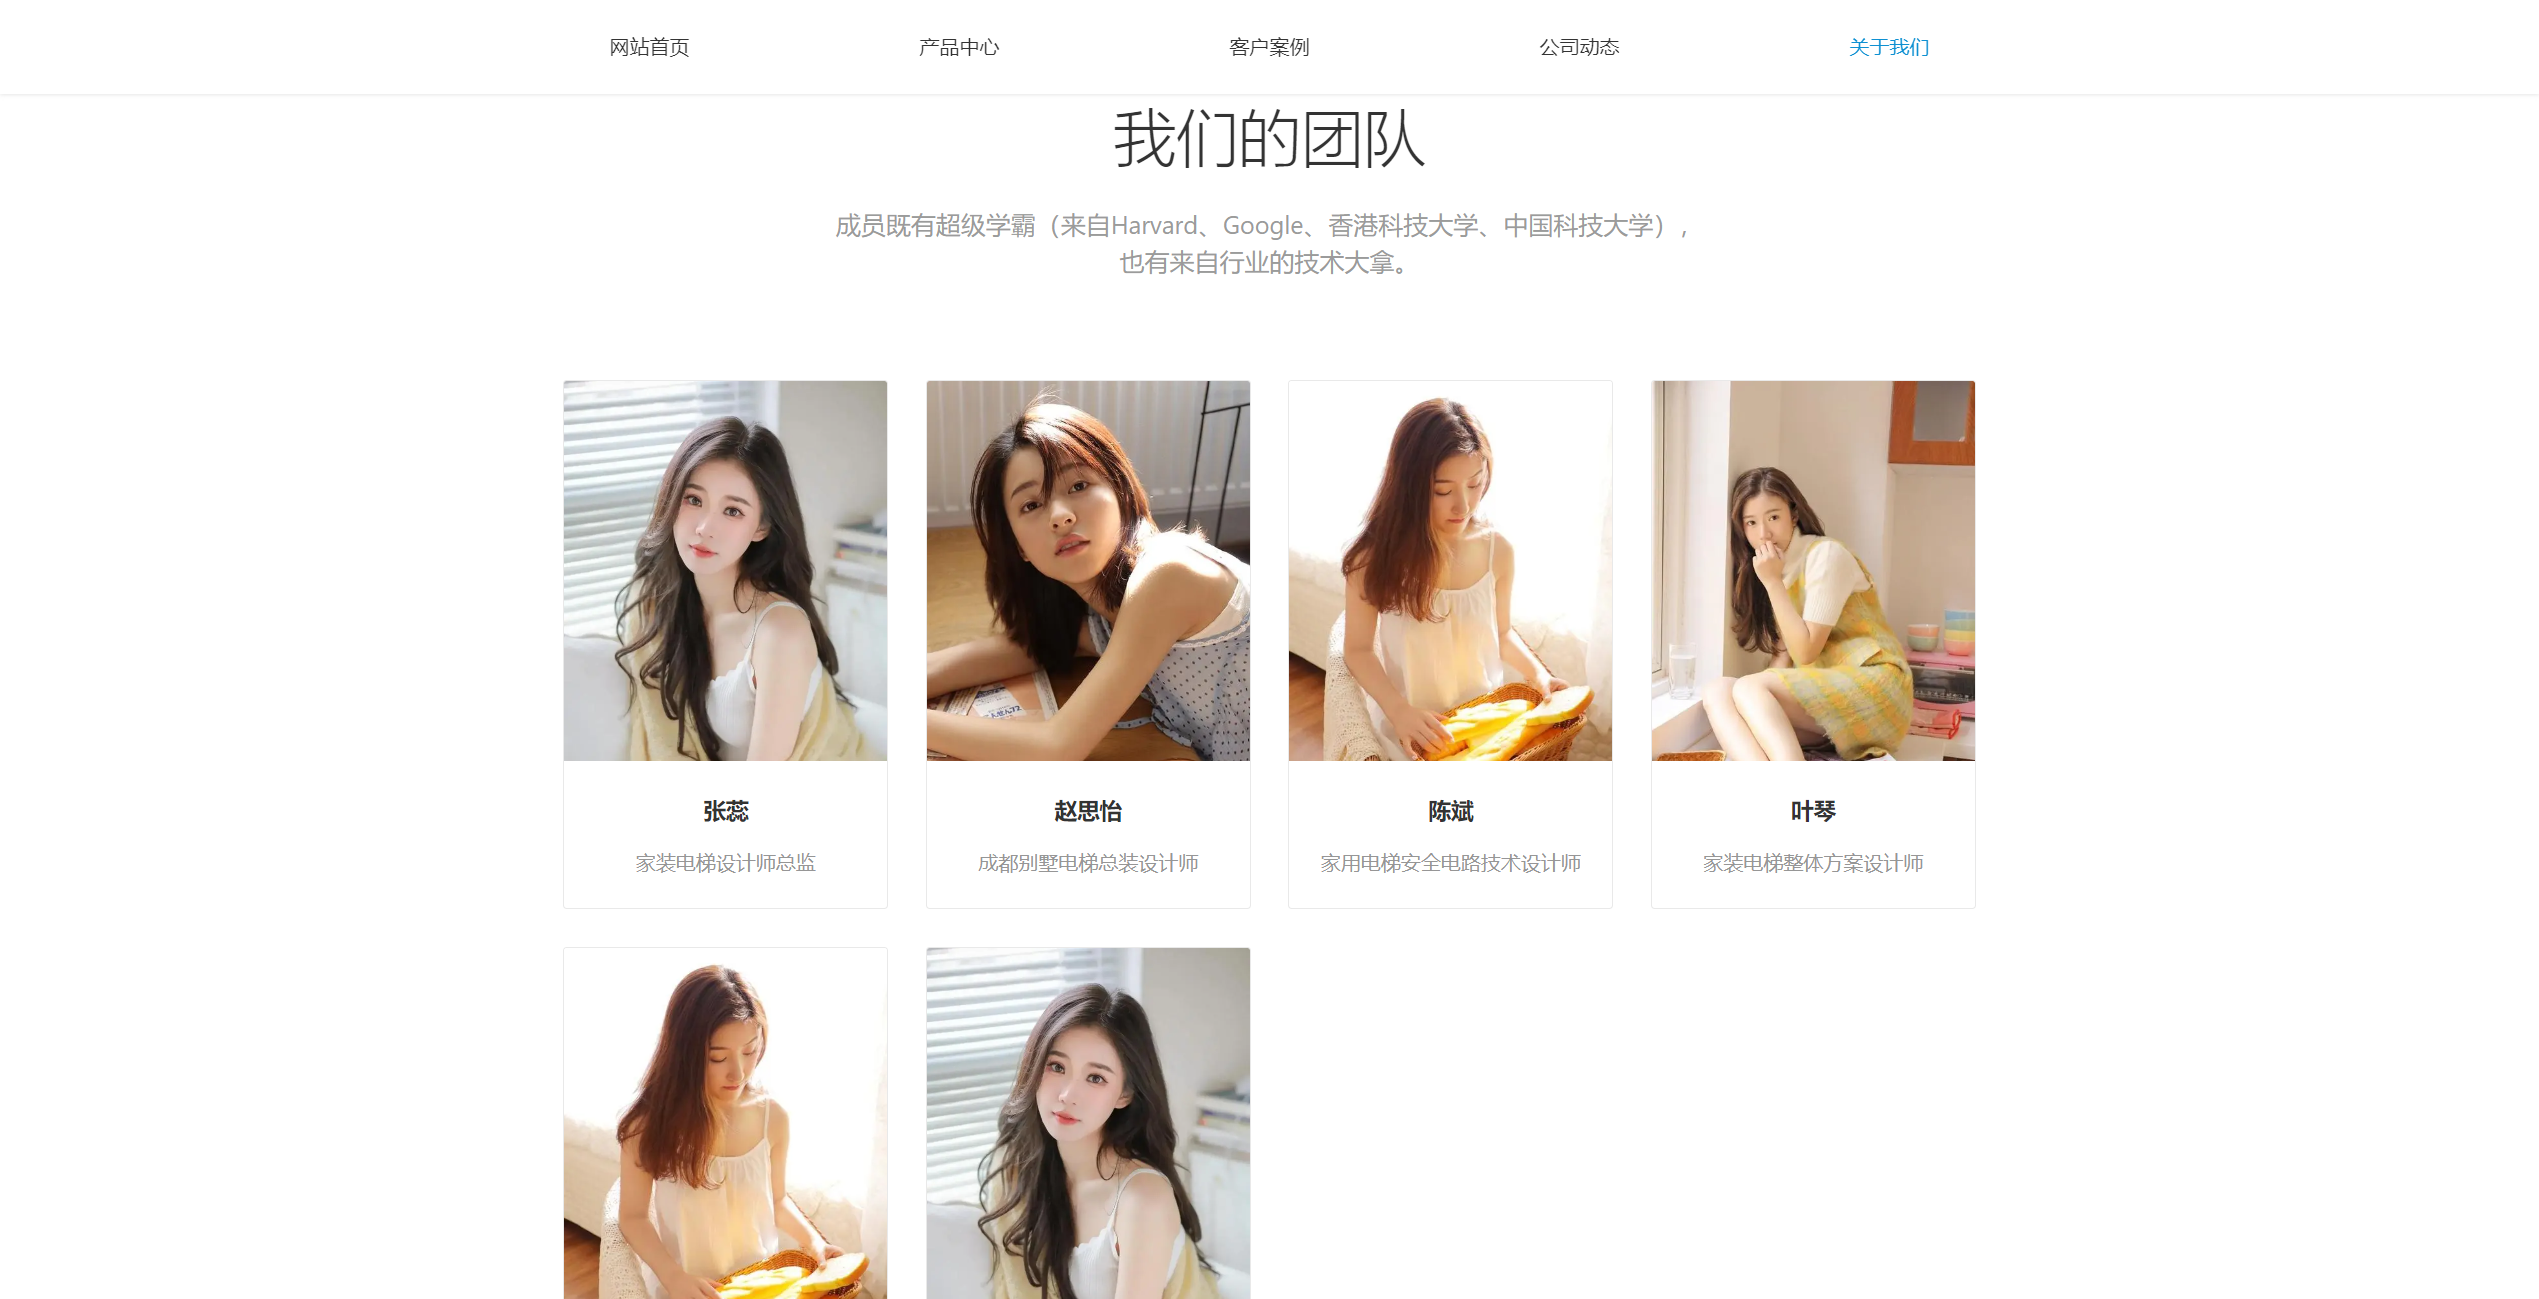 网站首页
产品中心
客户案例
公司动态
关于我们
我们的团队
成员既有超级学霸（来自Harvard、Google、香港科技大学、中国科技大学），
也有来自行业的技术大拿。
张蕊
家装电梯设计师总监
赵思怡
成都别墅电梯总装设计师
陈斌
家用电梯安全电路技术设计师
叶琴
家装电梯整体方案设计师